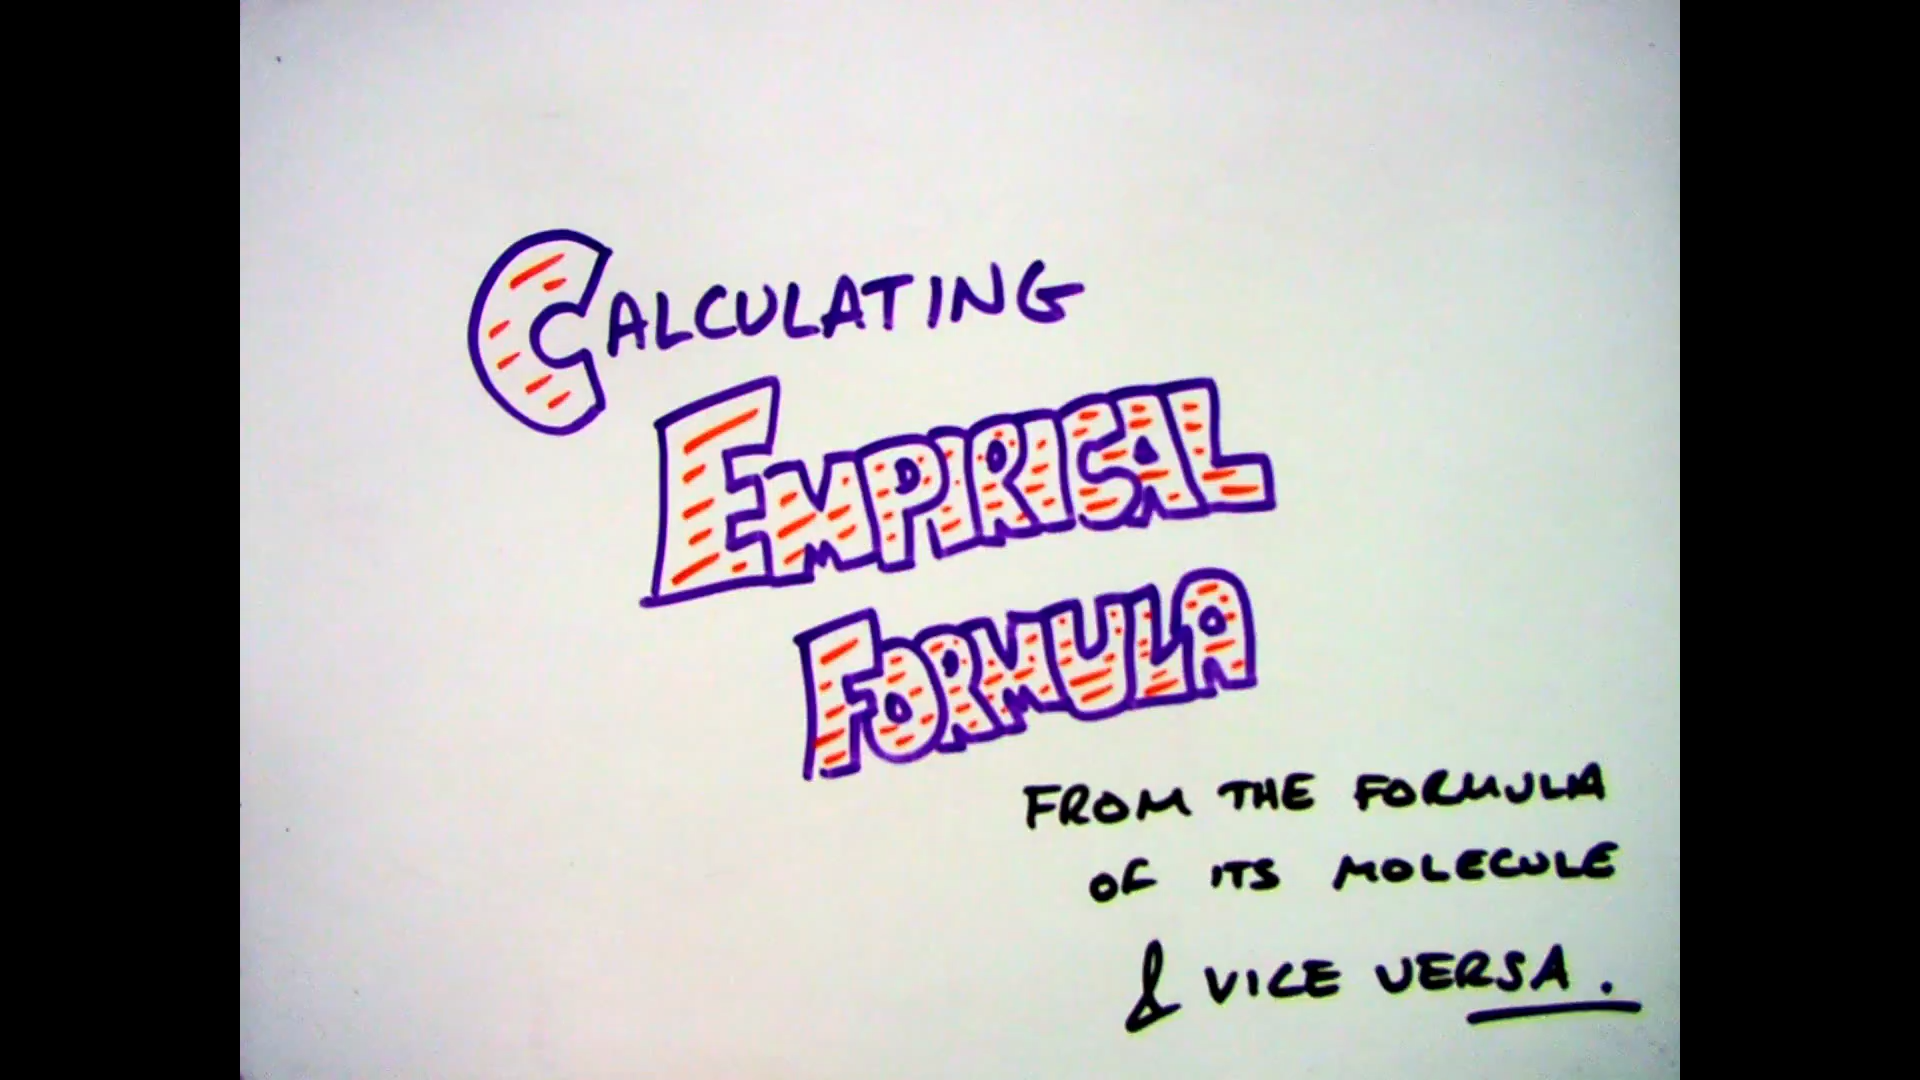 CALCULATING
EMPIRICAL
FORMULA
FROM THE FORMULA
OF ITS MOLECULE
& VICE VERSA.